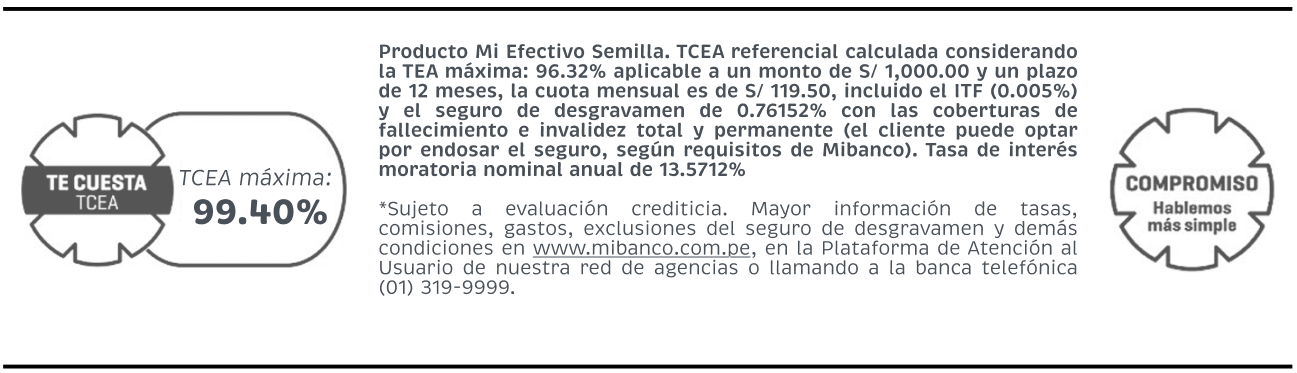 TE CUESTA
TCEA
TCEA máxima:
99.40%
Producto Mi Efectivo Semilla. TCEA referencial calculada considerando
la TEA máxima: 96.32% aplicable a un monto de S/ 1,000.00 y un plazo
de 12 meses, la cuota mensual es de S/ 119.50, incluido el ITF (0.005%)
y el seguro de desgravamen de 0.76152% con las coberturas de
fallecimiento e invalidez total y permanente (el cliente puede optar
por endosar el seguro, según requisitos de Mibanco). Tasa de interés
moratoria nominal anual de 13.5712%
*Sujeto a evaluación crediticia. Mayor información de tasas,
comisiones, gastos, exclusiones del seguro de desgravamen y demás
condiciones en www.mibanco.com.pe, en la Plataforma de Atención al
Usuario de nuestra red de agencias o llamando a la banca telefónica
(01) 319-9999.
COMPROMISO
Hablemos
más simple